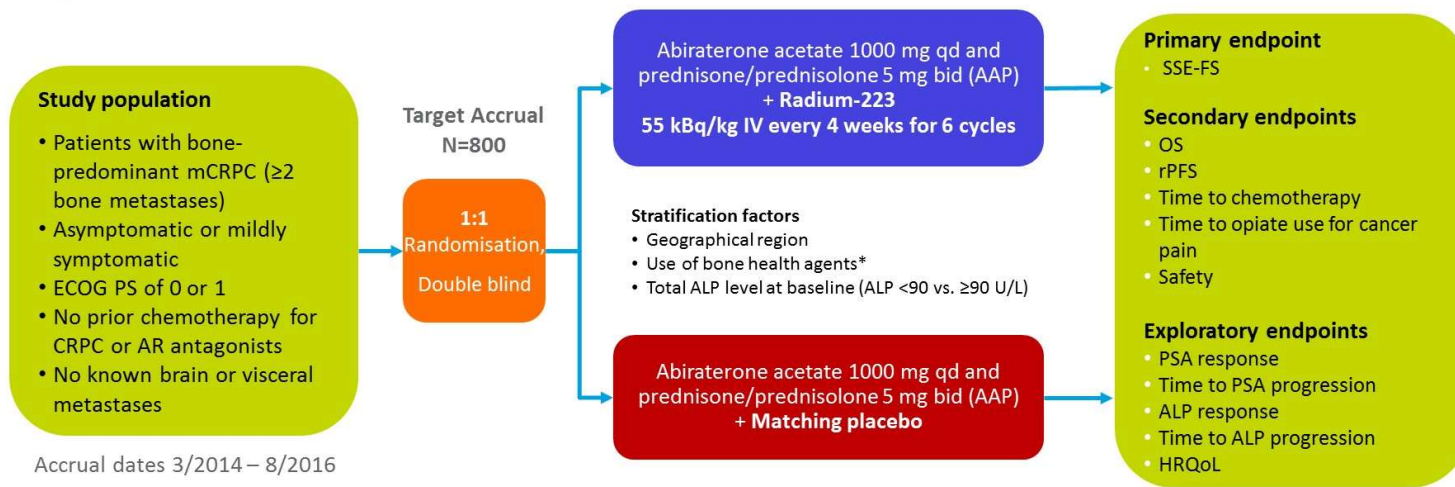 Study population
• Patients with bone-
predominant mCRPC (≥2
bone metastases)
• Asymptomatic or mildly
symptomatic
• ECOG PS of 0 or 1
• No prior chemotherapy for
CRPC or AR antagonists
• No known brain or visceral
metastases
Accrual dates 3/2014 – 8/2016
Target Accrual
N=800
1:1
Randomisation,
Double blind
Abiraterone acetate 1000 mg qd and
prednisone/prednisolone 5 mg bid (AAP)
+ Radium-223
55 kBq/kg IV every 4 weeks for 6 cycles
Stratification factors
• Geographical region
• Use of bone health agents*
• Total ALP level at baseline (ALP <90 vs. ≥90 U/L)
Abiraterone acetate 1000 mg qd and
prednisone/prednisolone 5 mg bid (AAP)
+ Matching placebo
Primary endpoint
• SSE-FS
Secondary endpoints
• OS
• rPFS
• Time to chemotherapy
• Time to opiate use for cancer
pain
• Safety
Exploratory endpoints
• PSA response
• Time to PSA progression
• ALP response
• Time to ALP progression
• HRQoL